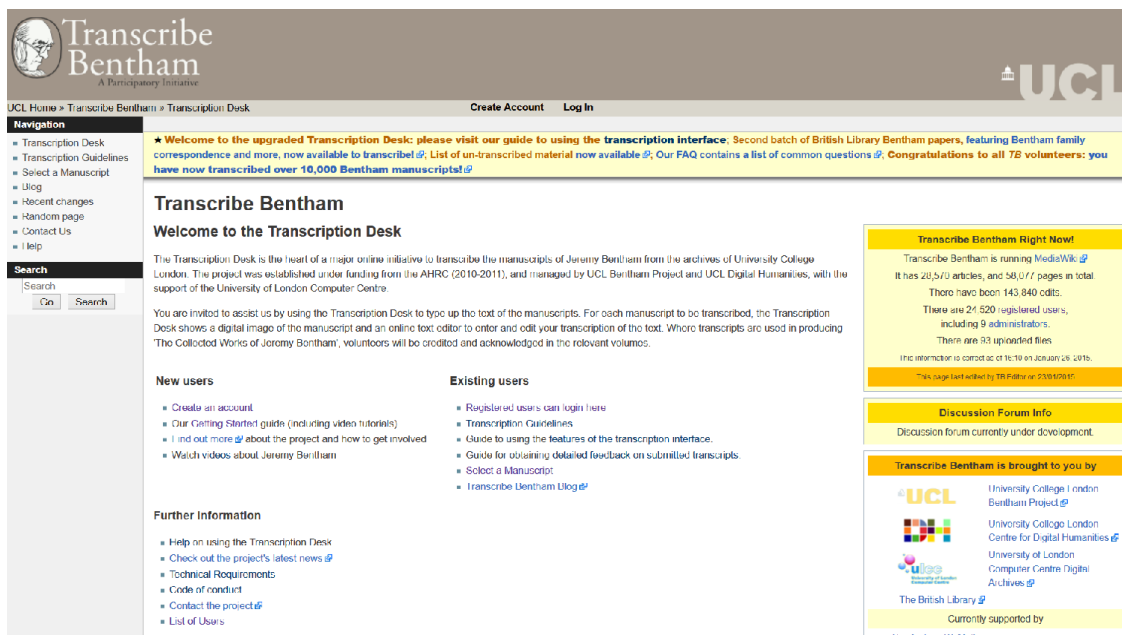 Transcribe
Bentham
A Participatory Initiative
UCL
UCL Home » Transcribe Bentham » Transcription Desk
Create Account Log In
Navigation
Transcription Desk
Transcription Guidelines
Select a Manuscript
Blog
Recent changes
Random page
Contact Us
Help
Search
Search
Go Search
★ Welcome to the upgraded Transcription Desk: please visit our guide to using the transcription interface; Second batch of British Library Bentham papers, featuring Bentham family
correspondence and more, now available to transcribe!; List of un-transcribed material now available; Our FAQ contains a list of common questions; Congratulations to all TB volunteers: you
have now transcribed over 10,000 Bentham manuscripts!
Transcribe Bentham
Welcome to the Transcription Desk
The Transcription Desk is the heart of a major online initiative to transcribe the manuscripts of Jeremy Bentham from the archives of University College
London. The project was established under funding from the AHRC (2010-2011), and managed by UCL Bentham Project and UCL Digital Humanities, with the
support of the University of London Computer Centre.
You are invited to assist us by using the Transcription Desk to type up the text of the manuscripts. For each manuscript to be transcribed, the Transcription
Desk shows a digital image of the manuscript and an online text editor to enter and edit your transcription of the text. Where transcripts are used in producing
'The Collected Works of Jeremy Bentham', volunteers will be credited and acknowledged in the relevant volumes.
New users
Create an account
Our Getting Started guide (including video tutorials)
Find out more about the project and how to get involved
Watch videos about Jeremy Bentham
Existing users
Registered users can login here
Transcription Guidelines
Guide to using the features of the transcription interface.
Guide for obtaining detailed feedback on submitted transcripts.
Select a Manuscript
Transcribe Bentham Blog
Further Information
Help on using the Transcription Desk
Check out the project's latest news
Technical Requirements
Code of conduct
Contact the project
List of Users
Transcribe Bentham Right Now!
Transcribe Bentham is running MediaWiki
It has 28,570 articles, and 58,077 pages in total.
There have been 143,840 edits.
There are 24,520 registered users,
including 9 administrators.
There are 93 uploaded files
This information is correct as of 16:10 on January 26, 2015.
This page last edited by TB Editor on 23/01/2015
Discussion Forum Info
Discussion forum currently under development.
Transcribe Bentham is brought to you by
UCL
University College London
Bentham Project
University College London
Centre for Digital Humanities
ulcc
University of London
Computer Centre
University of London
Computer Centre Digital
Archives
The British Library
Currently supported by